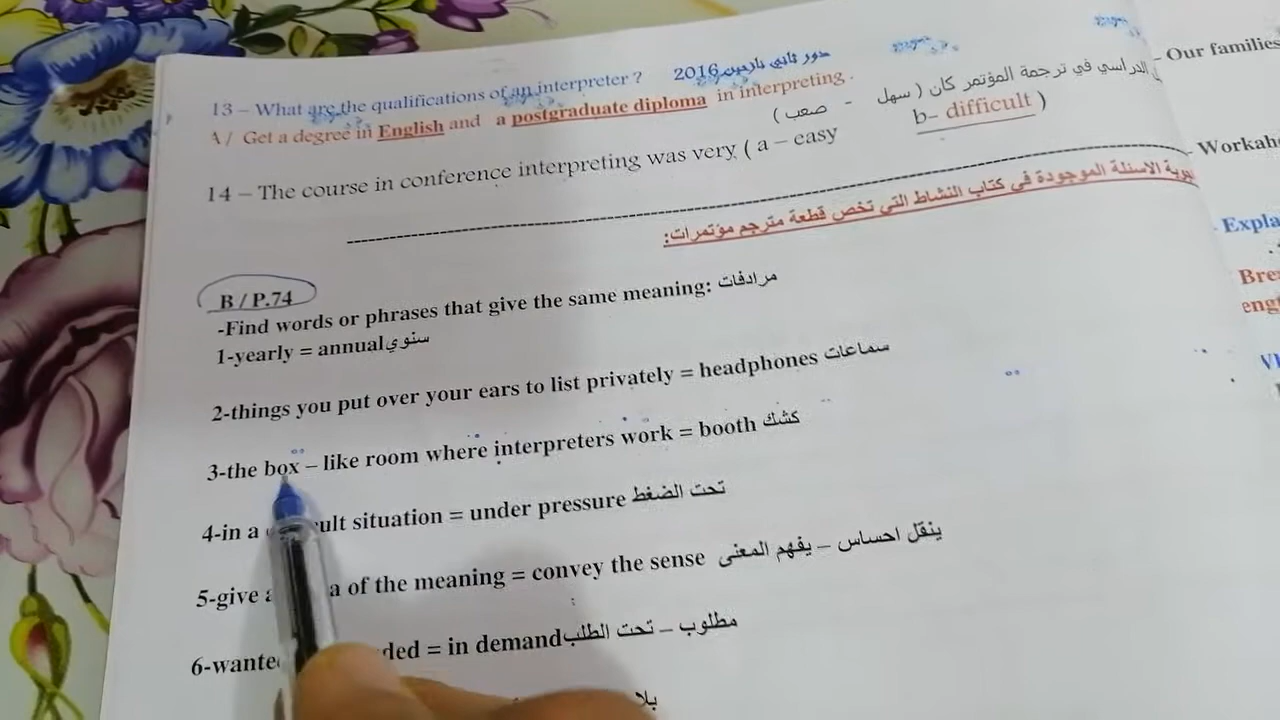 13 – What are the qualifications of an interpreter ? دور ثاني نازحين 2016
A / Get a degree in English and a postgraduate diploma in interpreting .
الدراسي في ترجمة المؤتمر كان ( سهل - صعب )
14 – The course in conference interpreting was very ( a – easy b– difficult )
الاسئلة الموجودة في كتاب النشاط التي تخص قطعة مترجم مؤتمرات:
B / P.74
-Find words or phrases that give the same meaning: مرادفات
1-yearly = annual سنوي
2-things you put over your ears to list privately = headphones سماعات
3-the box – like room where interpreters work = booth كشك
4-in a ult situation = under pressure تحت الضغط
5-give a of the meaning = convey the sense ينقل احساس – يفهم المعنى
6-wante ded = in demand مطلوب – تحت الطلب
بلا
- Our families
- Workaho
Expla
Brea
eng